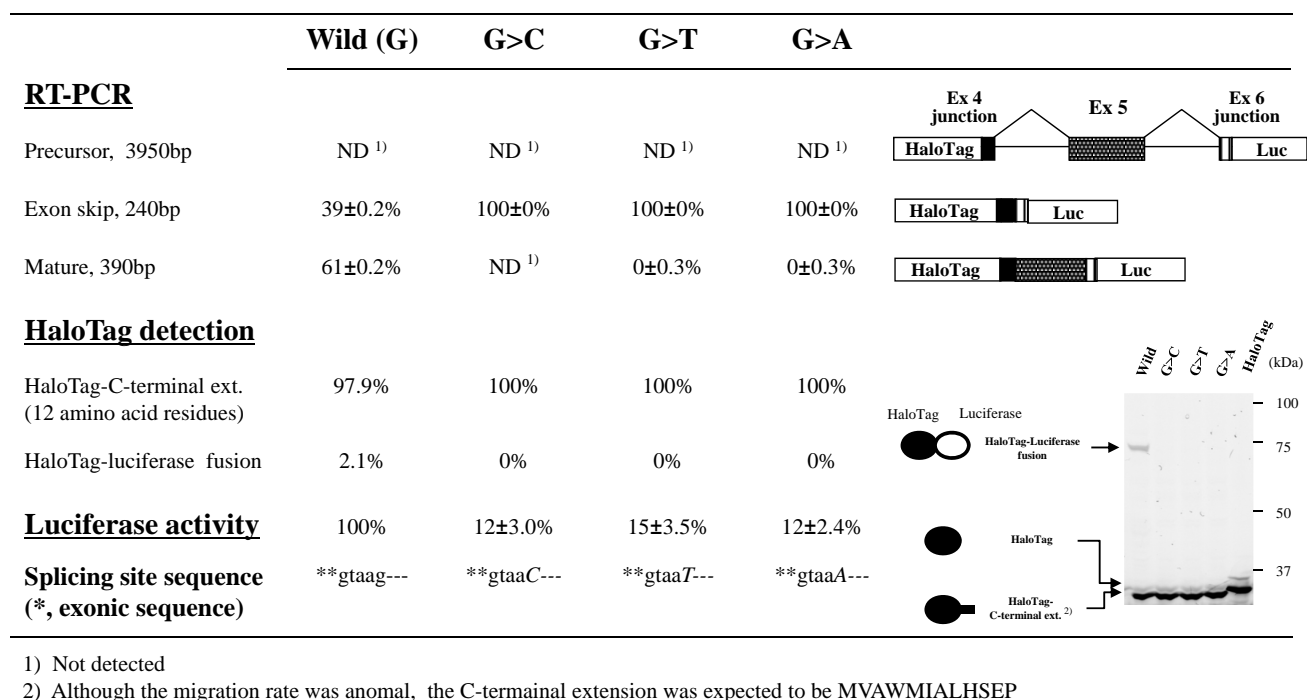 Wild (G) G>C G>T G>A
RT-PCR
Ex 4 junction Ex 5 Ex 6 junction
Precursor, 3950bp ND 1) ND 1) ND 1) ND 1) HaloTag Luc
Exon skip, 240bp 39±0.2% 100±0% 100±0% 100±0% HaloTag Luc
Mature, 390bp 61±0.2% ND 1) 0±0.3% 0±0.3% HaloTag Luc
HaloTag detection
Wild G>C G>T G>A HaloTag (kDa)
HaloTag-C-terminal ext. 97.9% 100% 100% 100%
(12 amino acid residues)
100
HaloTag Luciferase
HaloTag-luciferase fusion 2.1% 0% 0% 0% HaloTag-Luciferase fusion 75
Luciferase activity 100% 12±3.0% 15±3.5% 12±2.4% 50
HaloTag
Splicing site sequence **gtaag--- **gtaaC--- **gtaaT--- **gtaaA--- 37
(*, exonic sequence) HaloTag-
C-terminal ext. 2)
1) Not detected
2) Although the migration rate was anomal, the C-termainal extension was expected to be MVAWMIALHSEP